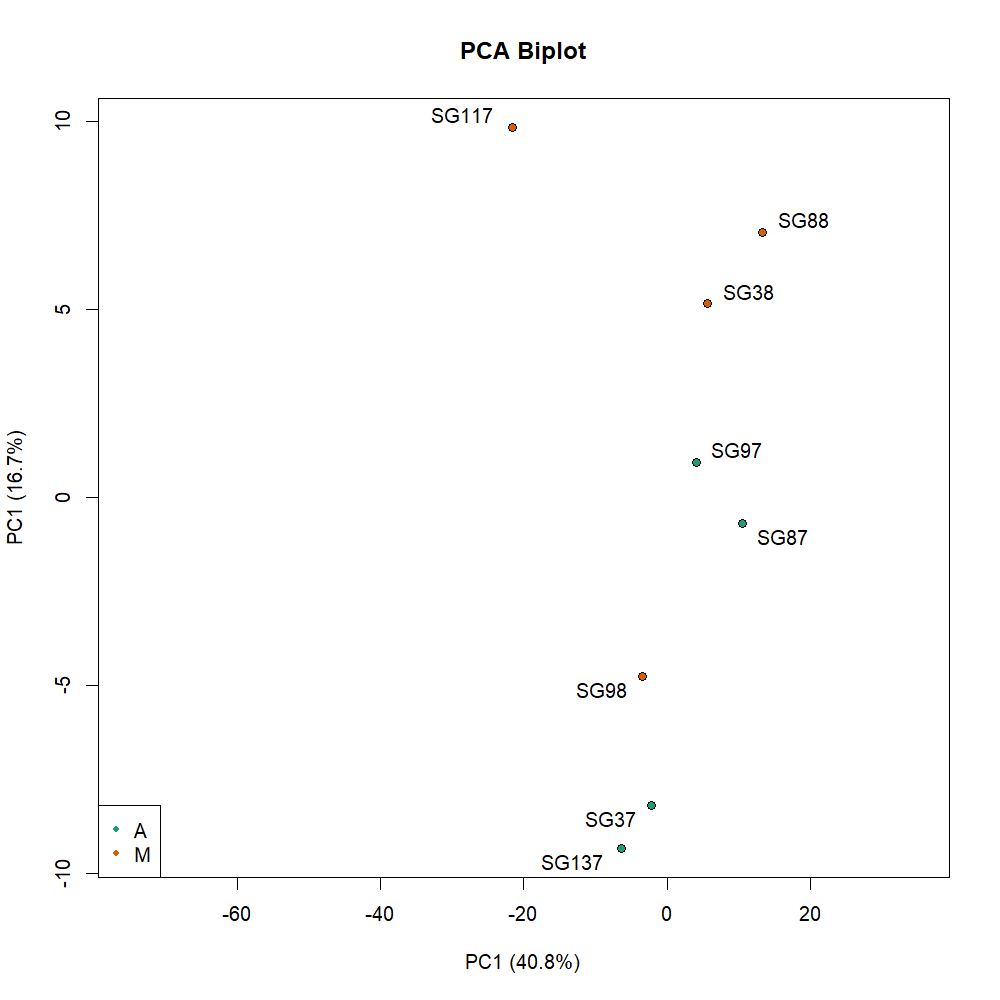 PCA Biplot
SG117
SG88
SG38
SG97
SG87
SG98
SG37
SG137
10
5
0
-5
-10
PC1 (16.7%)
A
M
-60 -40 -20 0 20
PC1 (40.8%)